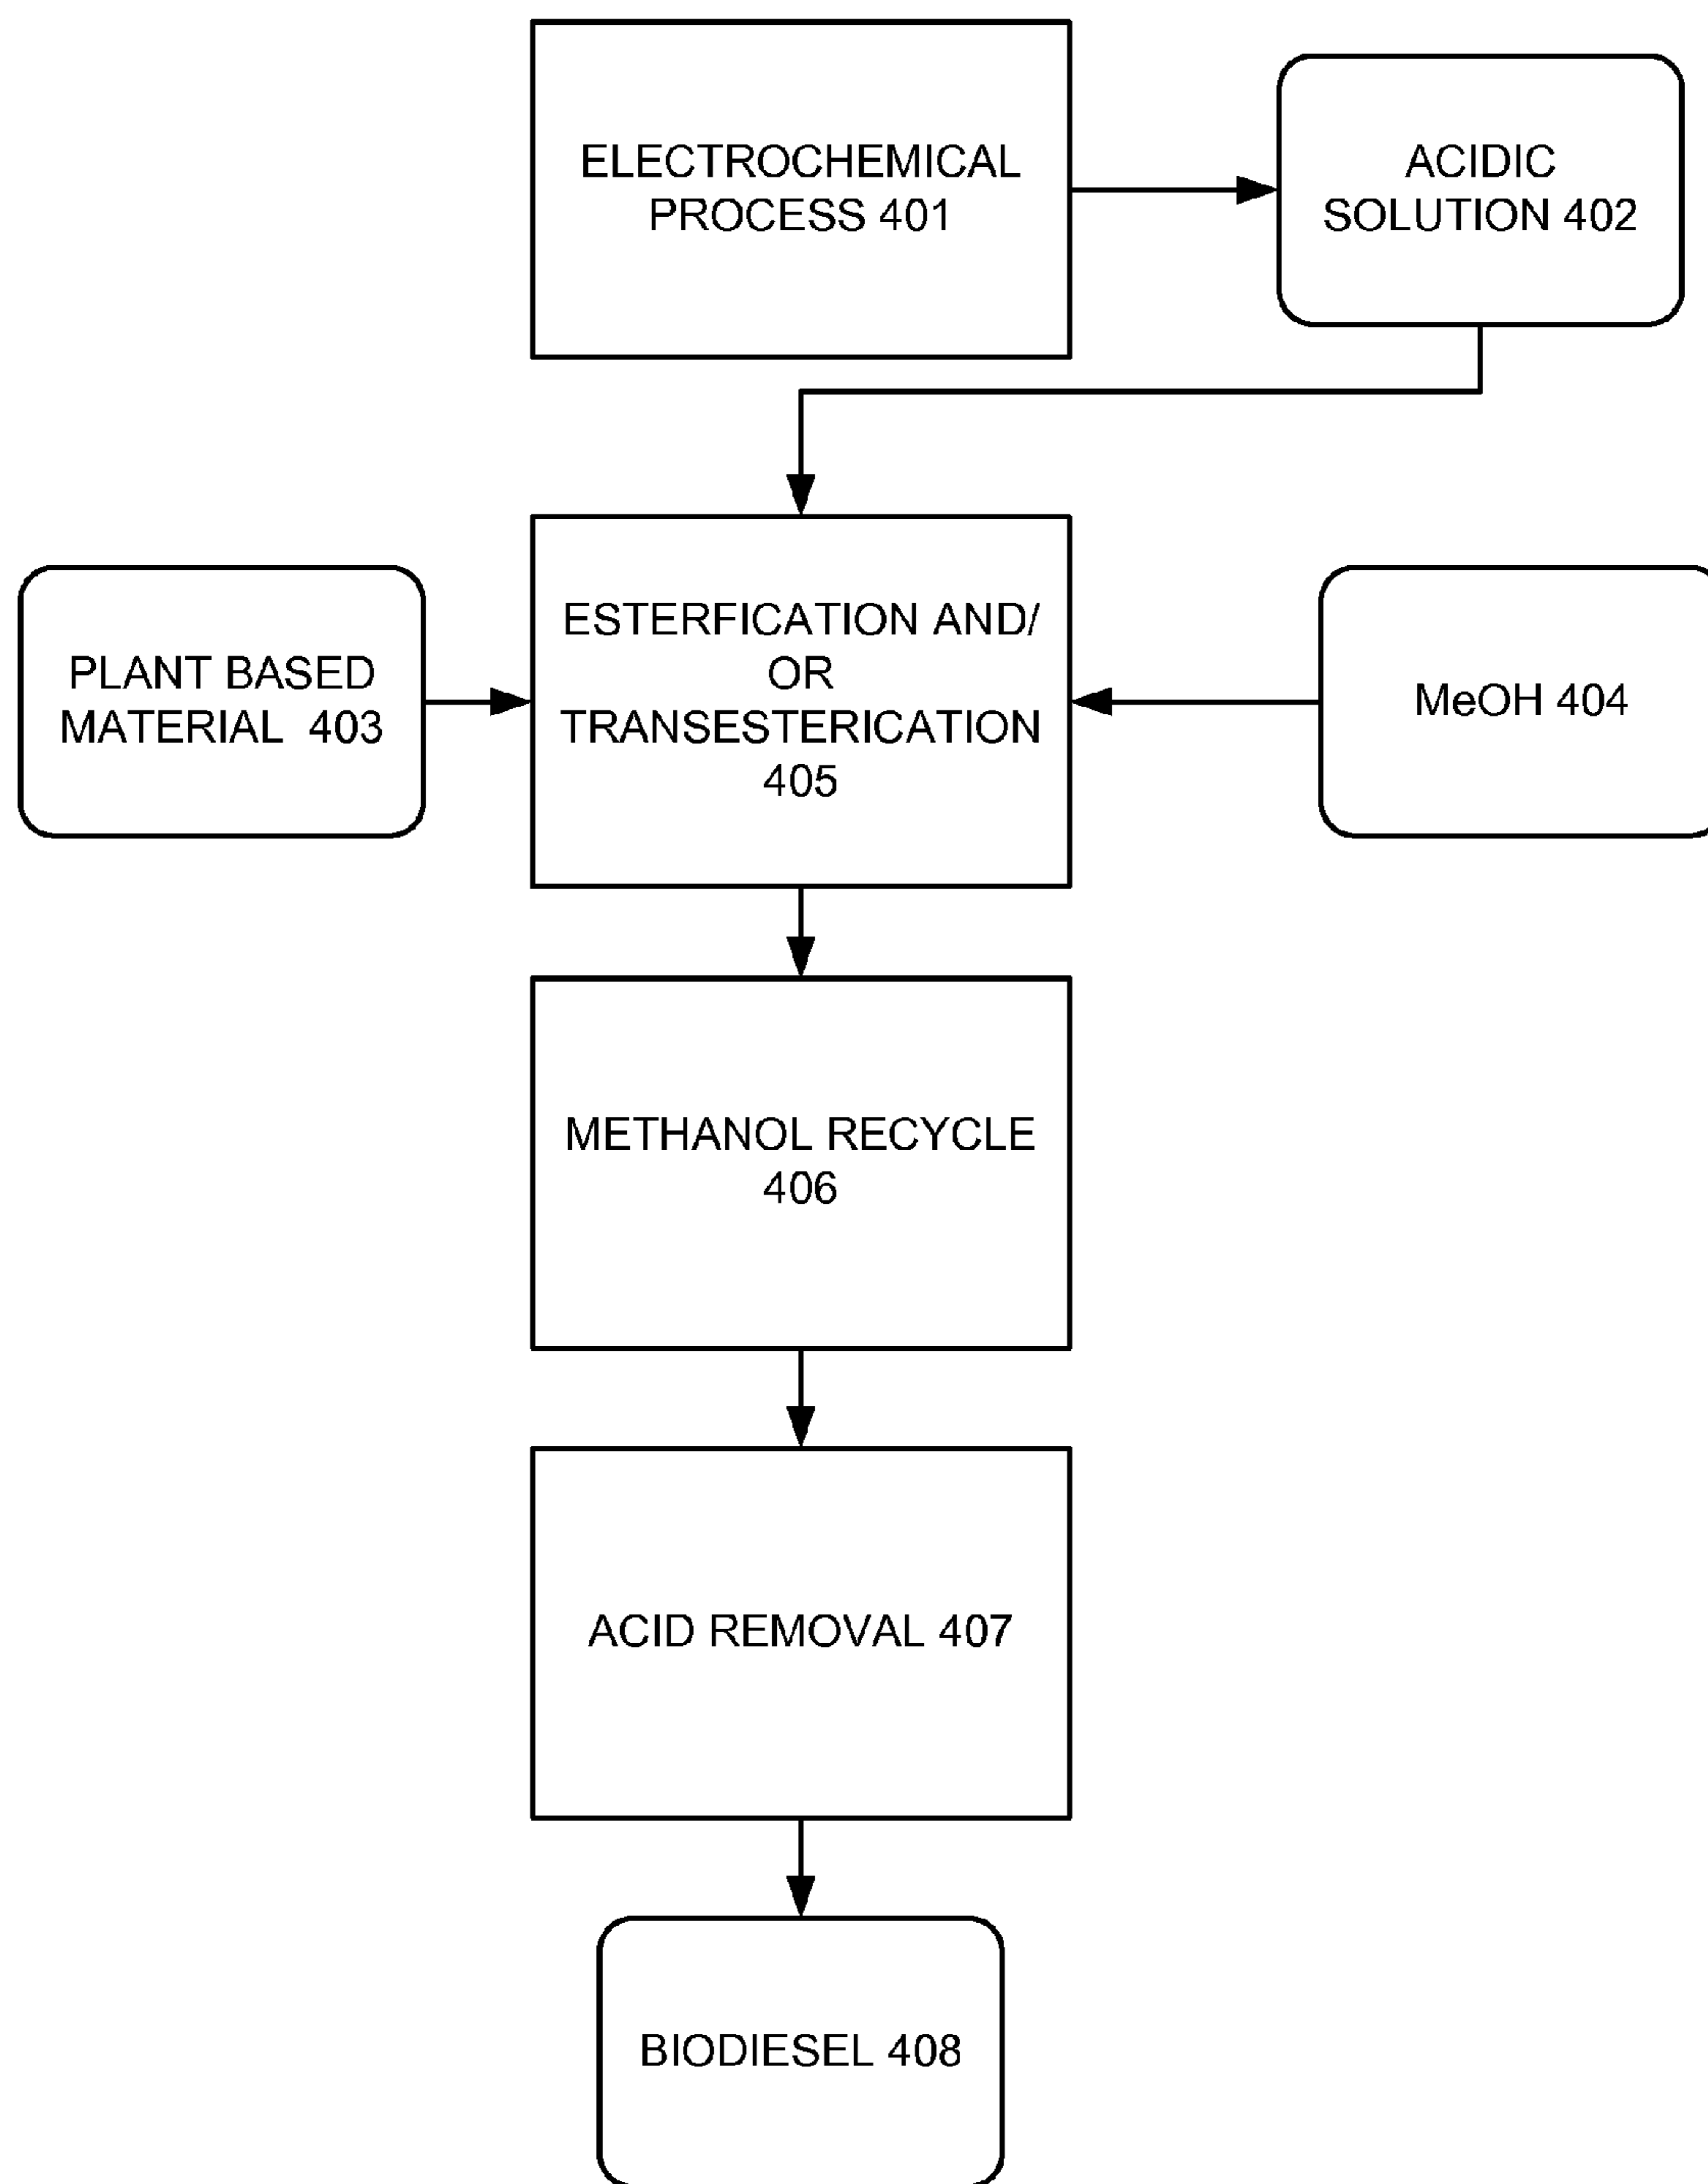 ELECTROCHEMICAL
PROCESS 401
ACIDIC
SOLUTION 402
PLANT BASED
MATERIAL 403
ESTERFICATION AND/
OR
TRANSESTERICATION
405
MeOH 404
METHANOL RECYCLE
406
ACID REMOVAL 407
BIODIESEL 408